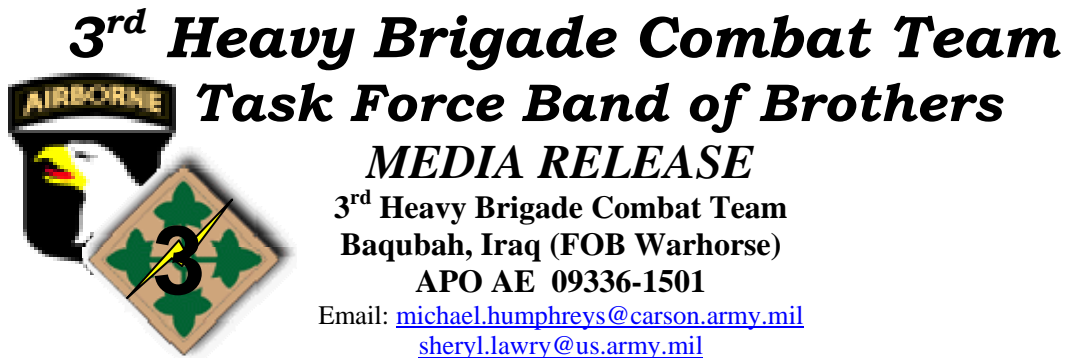 3rd Heavy Brigade Combat Team
AIRBORNE
Task Force Band of Brothers
MEDIA RELEASE
3rd Heavy Brigade Combat Team
Baqubah, Iraq (FOB Warhorse)
APO AE 09336-1501
3
Email: michael.humphreys@carson.army.mil
sheryl.lawry@us.army.mil